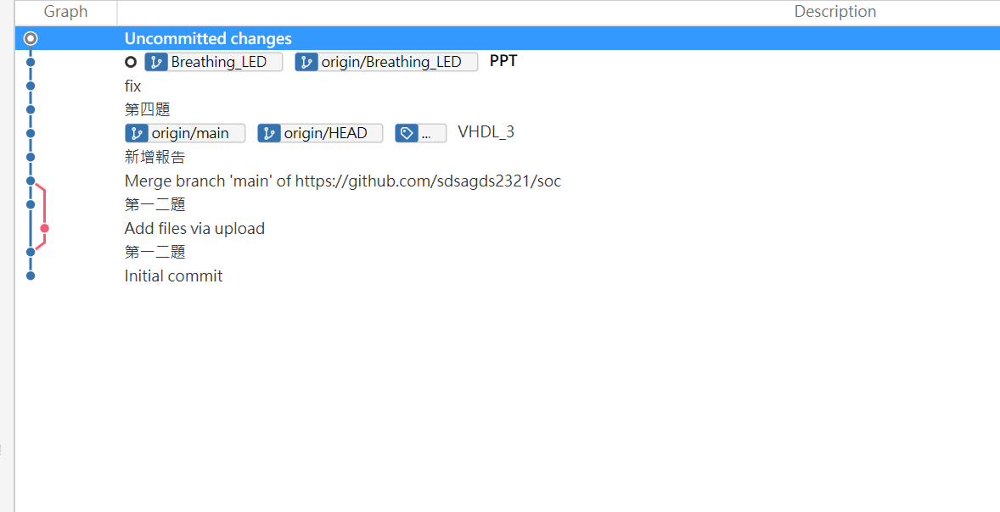 Graph Description
Uncommitted changes
Breathing_LED origin/Breathing_LED PPT
fix
第四題
origin/main origin/HEAD ... VHDL_3
新增報告
Merge branch 'main' of https://github.com/sdsagds2321/soc
第一二題
Add files via upload
第一二題
Initial commit